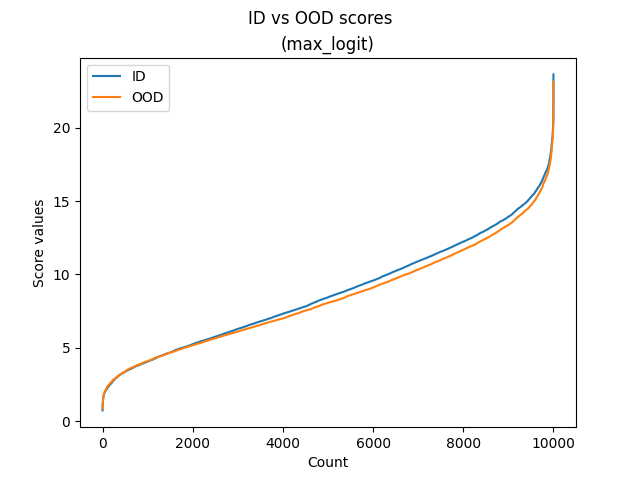 ID vs OOD scores
(max_logit)
ID
OOD
20
15
10
5
0
Score values
0 2000 4000 6000 8000 10000
Count